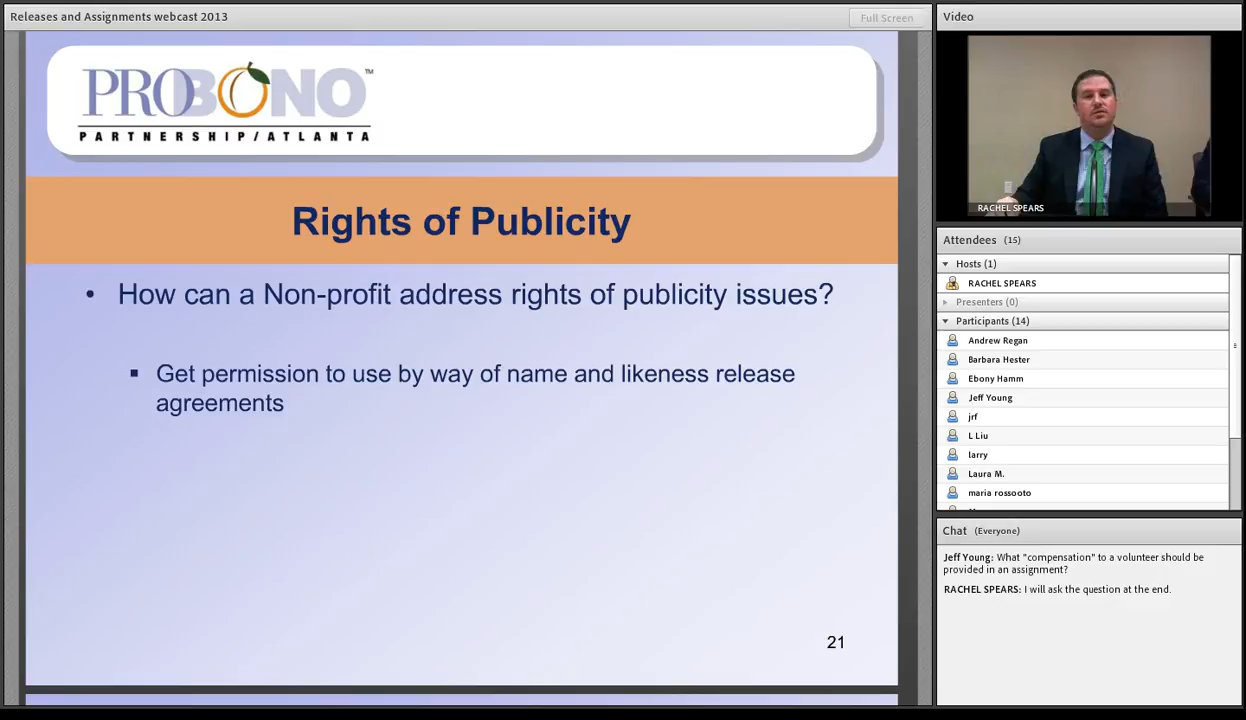 Releases and Assignments webcast 2013
Full Screen
PROBONO™
PARTNERSHIP/ATLANTA
Rights of Publicity
• How can a Non-profit address rights of publicity issues?
▪ Get permission to use by way of name and likeness release
agreements
21
Video
RACHEL SPEARS
Attendees (15)
Hosts (1)
RACHEL SPEARS
Presenters (0)
Participants (14)
Andrew Regan
Barbara Hester
Ebony Hamm
Jeff Young
jrf
L Liu
larry
Laura M.
maria rossooto
Chat (Everyone)
Jeff Young: What "compensation" to a volunteer should be
provided in an assignment?
RACHEL SPEARS: I will ask the question at the end.